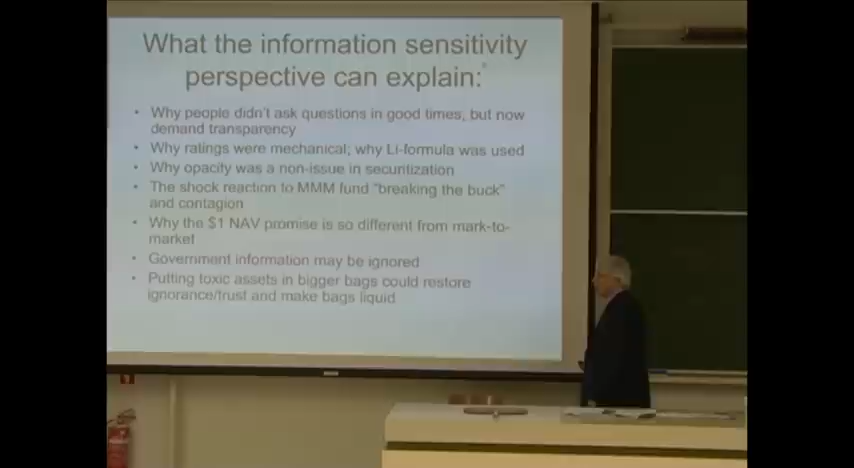 What the information sensitivity
perspective can explain:
• Why people didn't ask questions in good times, but now
demand transparency
• Why ratings were mechanical; why Li-formula was used
• Why opacity was a non-issue in securitization
• The shock reaction to MMM fund "breaking the buck"
and contagion
• Why the $1 NAV promise is so different from mark-to-
market
• Government information may be ignored
• Putting toxic assets in bigger bags could restore
ignorance/trust and make bags liquid